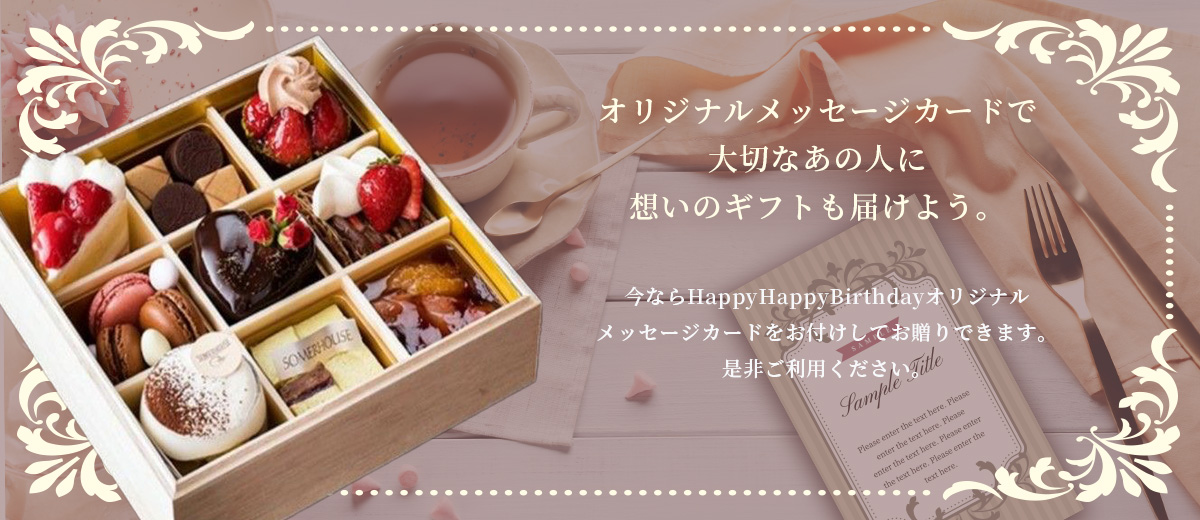 オリジナルメッセージカードで
大切なあの人に
想いのギフトも届けよう。
今ならHappyHappyBirthdayオリジナル
メッセージカードをお付けしてお贈りできます。
是非ご利用ください。
SOMERHOUSE
Sample Title
Please enter the text here. Please
enter the text here. Please
enter the text here. Please enter
the text here. Please enter the
text here.